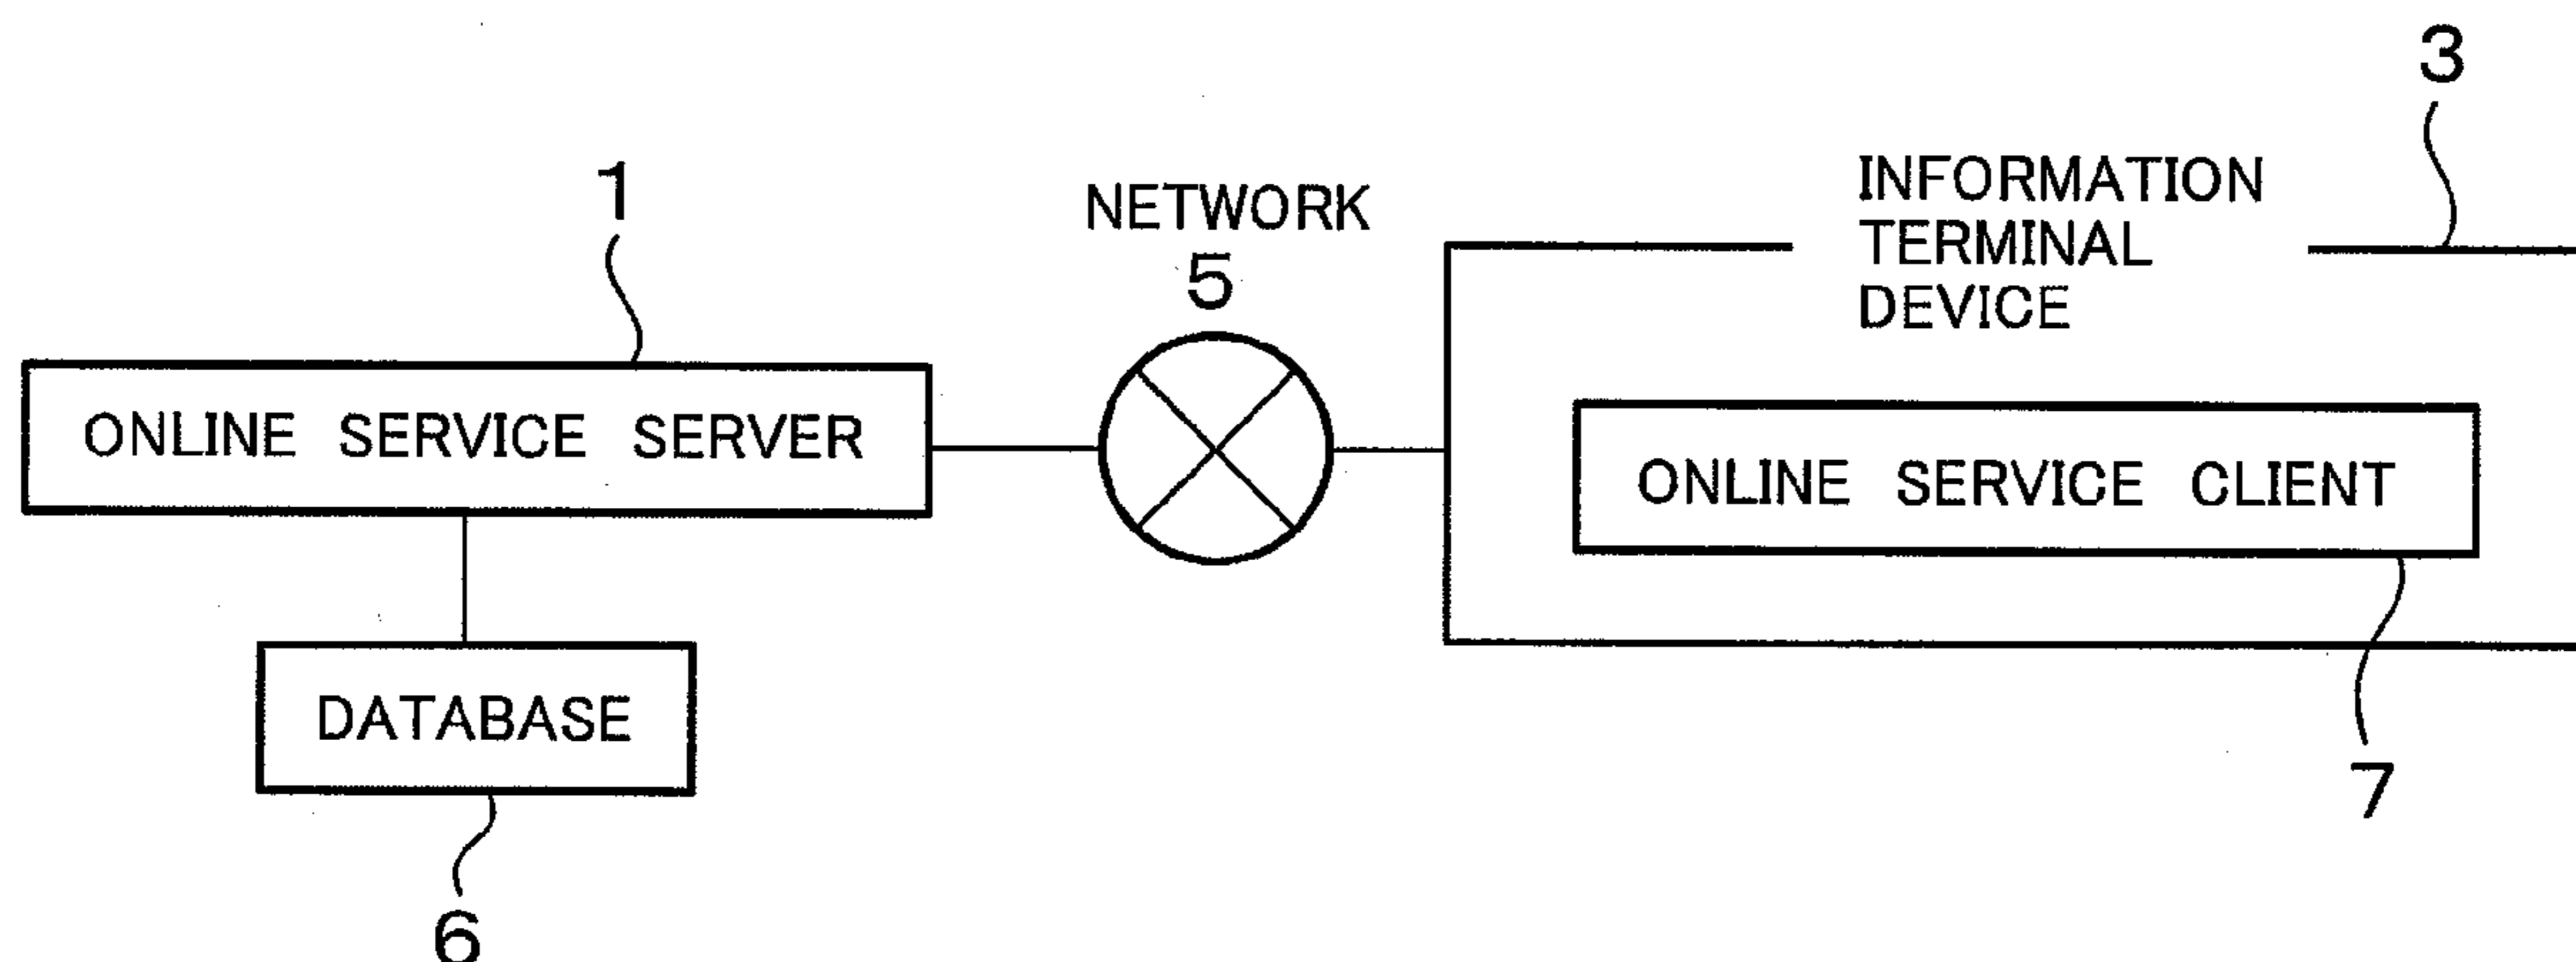 3
1
NETWORK
5
INFORMATION
TERMINAL
DEVICE
ONLINE SERVICE SERVER
ONLINE SERVICE CLIENT
DATABASE
7
6